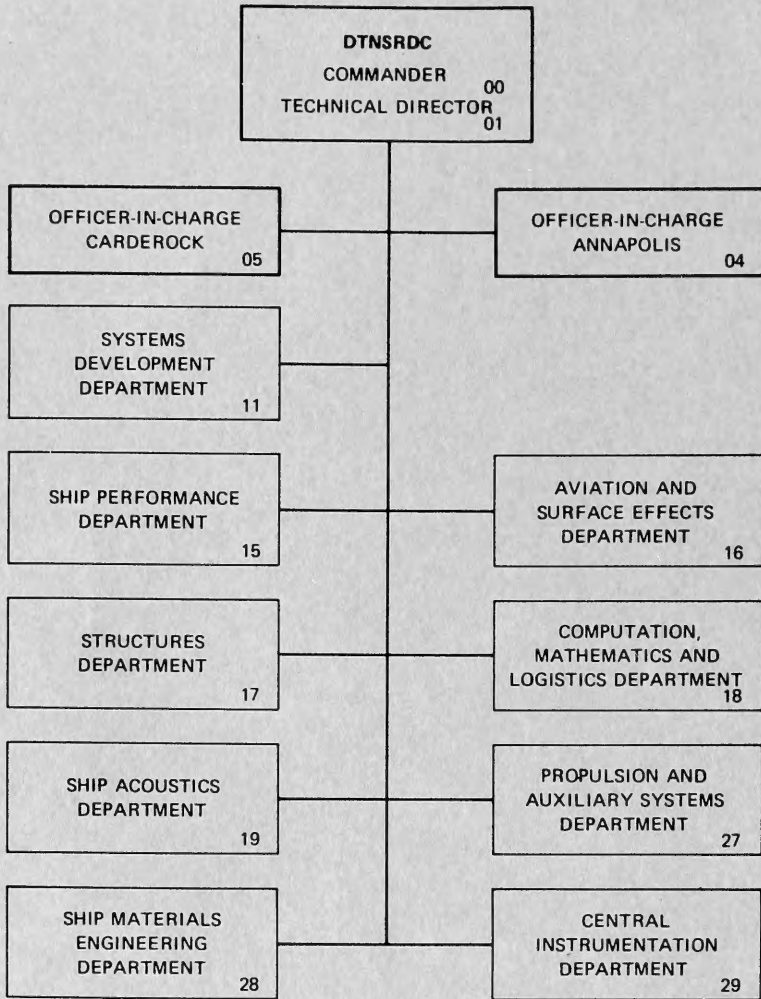 DTNSRDC
COMMANDER
00
TECHNICAL DIRECTOR
01
OFFICER-IN-CHARGE
CARDEROCK
05
OFFICER-IN-CHARGE
ANNAPOLIS
04
SYSTEMS
DEVELOPMENT
DEPARTMENT
11
SHIP PERFORMANCE
DEPARTMENT
15
AVIATION AND
SURFACE EFFECTS
DEPARTMENT
16
STRUCTURES
DEPARTMENT
17
COMPUTATION,
MATHEMATICS AND
LOGISTICS DEPARTMENT
18
SHIP ACOUSTICS
DEPARTMENT
19
PROPULSION AND
AUXILIARY SYSTEMS
DEPARTMENT
27
SHIP MATERIALS
ENGINEERING
DEPARTMENT
28
CENTRAL
INSTRUMENTATION
DEPARTMENT
29